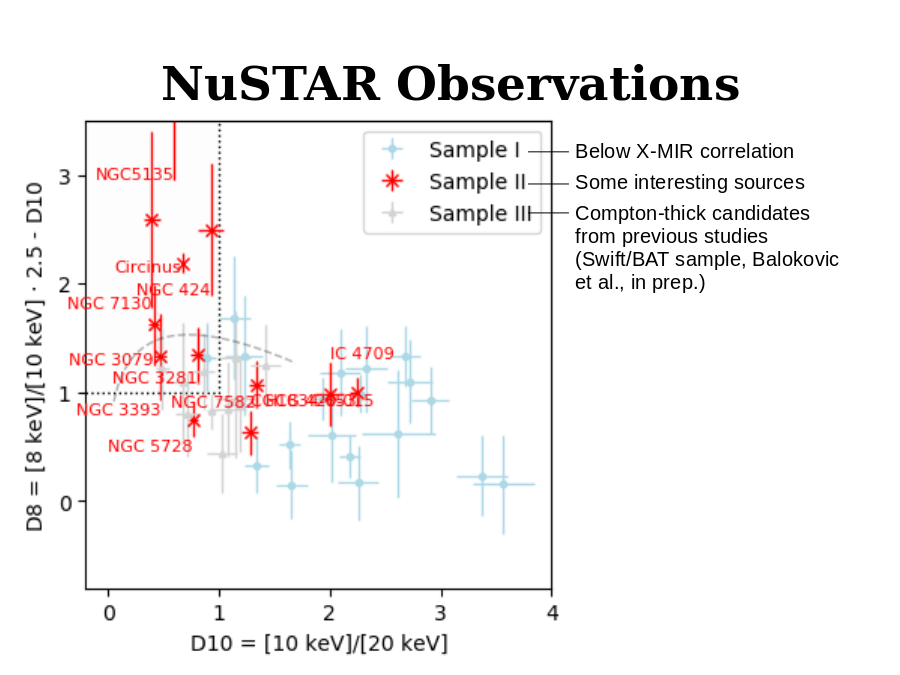 NuSTAR Observations
Sample I
Sample II
Sample III
Below X-MIR correlation
Some interesting sources
Compton-thick candidates
from previous studies
(Swift/BAT sample, Balokovic
et al., in prep.)
NGC5135
Circinus
NGC 424
NGC 7130
NGC 3079
IC 4709
NGC 3281
NGC 3393
NGC 7582
NGC 5728
D8 = [8 keV]/[10 keV] · 2.5 - D10
3
2
1
0
0
1
2
3
4
D10 = [10 keV]/[20 keV]